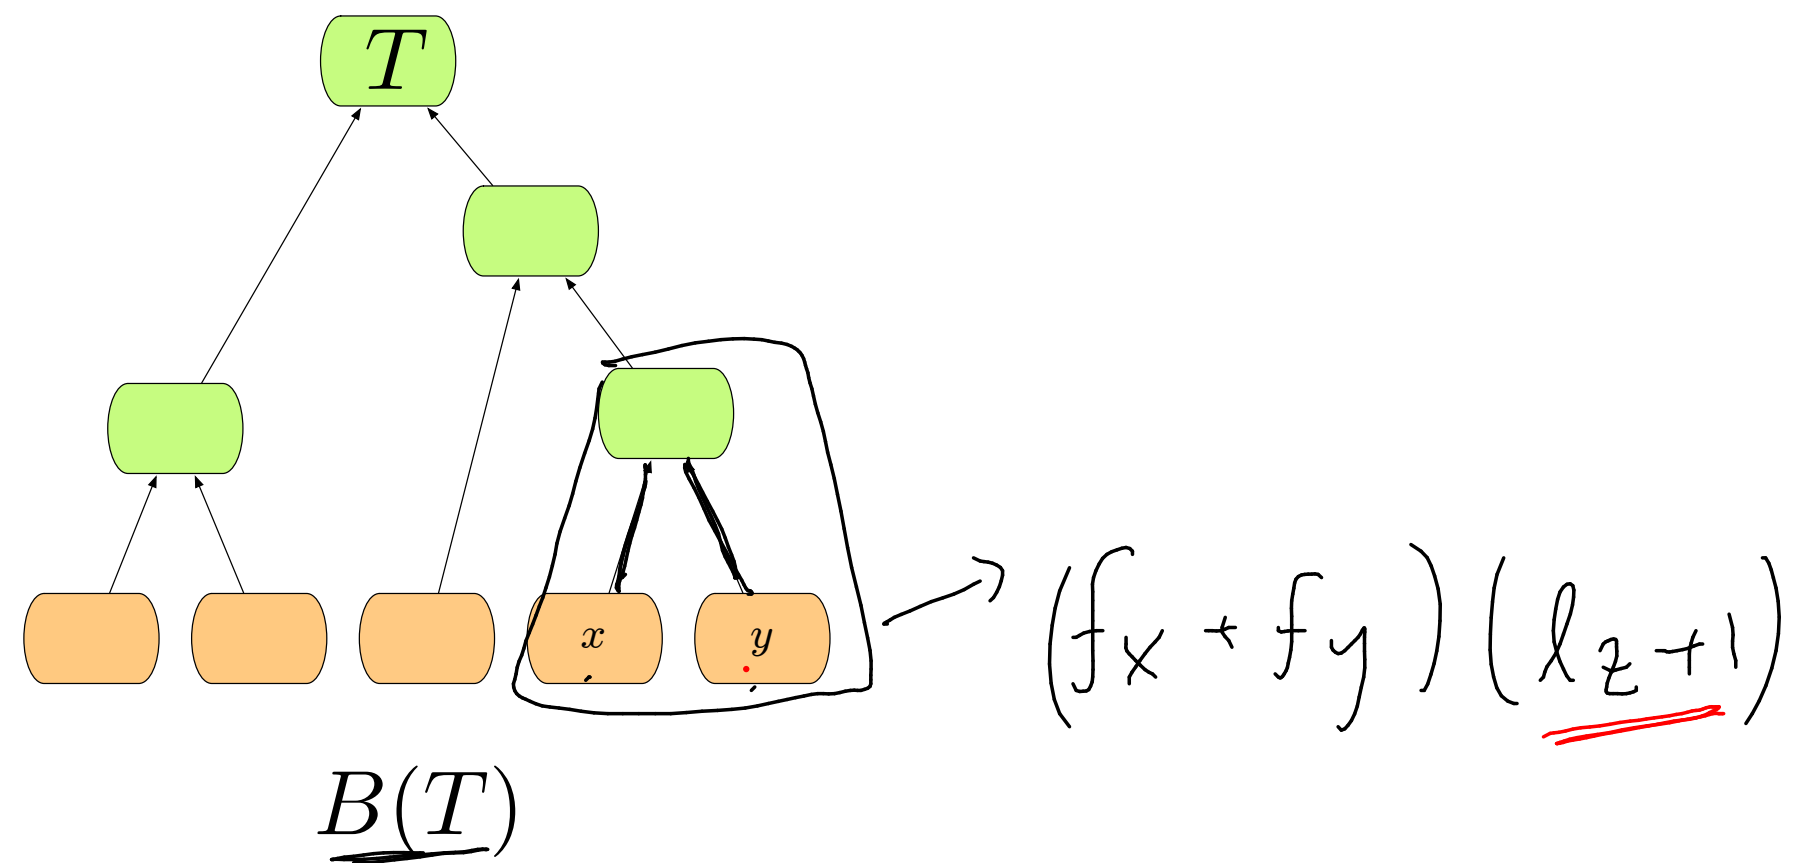 T
x y
(fx + fy) (lz+1)
B(T)